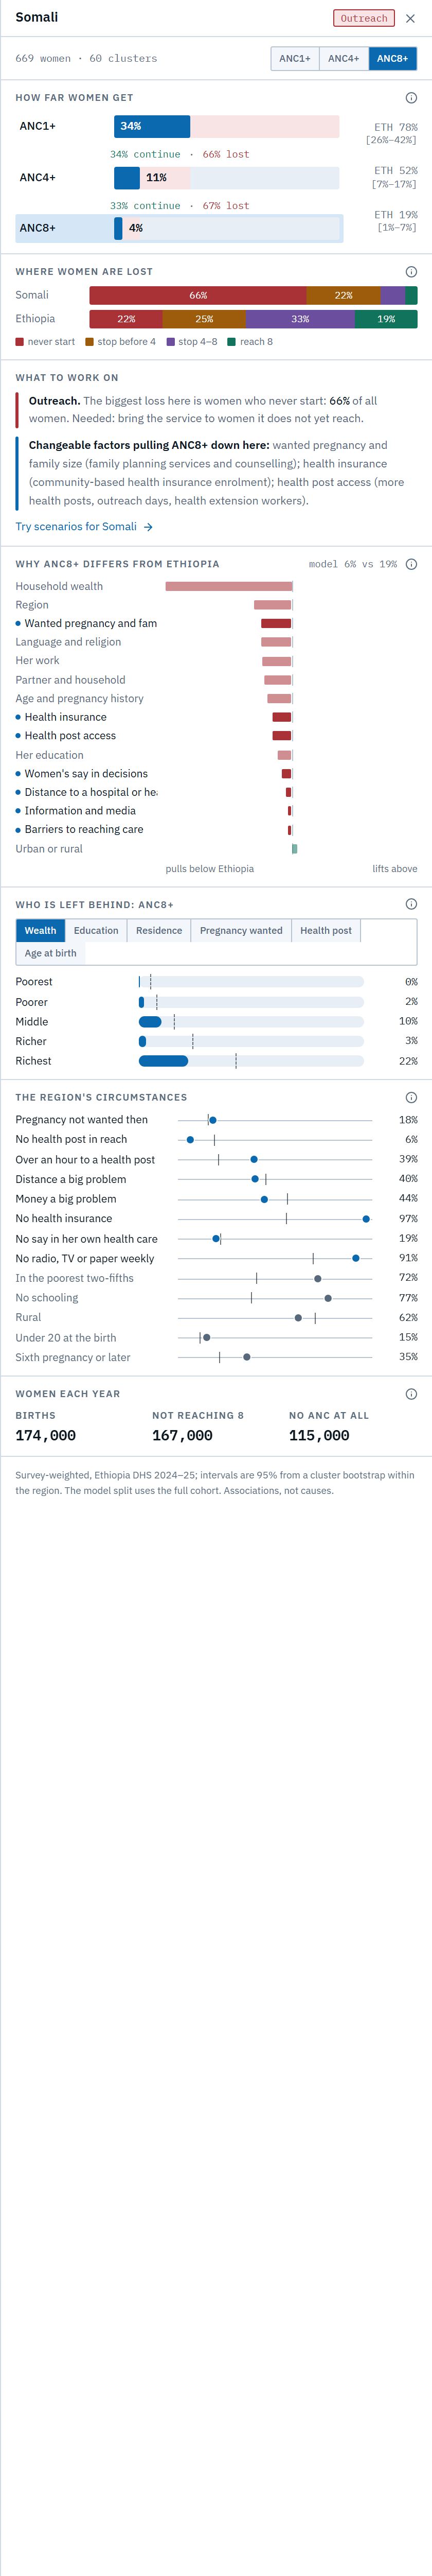 Somali
Outreach
669 women · 60 clusters
ANC1+ ANC4+ ANC8+
HOW FAR WOMEN GET
ANC1+ 34% ETH 78%
[26%–42%]
34% continue · 66% lost
ANC4+ 11% ETH 52%
[7%–17%]
33% continue · 67% lost
ANC8+ 4% ETH 19%
[1%–7%]
WHERE WOMEN ARE LOST
Somali 66% 22%
Ethiopia 22% 25% 33% 19%
never start stop before 4 stop 4–8 reach 8
WHAT TO WORK ON
Outreach. The biggest loss here is women who never start: 66% of all
women. Needed: bring the service to women it does not yet reach.
Changeable factors pulling ANC8+ down here: wanted pregnancy and
family size (family planning services and counselling); health insurance
(community-based health insurance enrolment); health post access (more
health posts, outreach days, health extension workers).
Try scenarios for Somali →
WHY ANC8+ DIFFERS FROM ETHIOPIA model 6% vs 19%
Household wealth
Region
Wanted pregnancy and fam
Language and religion
Her work
Partner and household
Age and pregnancy history
Health insurance
Health post access
Her education
Women's say in decisions
Distance to a hospital or hea
Information and media
Barriers to reaching care
Urban or rural
pulls below Ethiopia lifts above
WHO IS LEFT BEHIND: ANC8+
Wealth Education Residence Pregnancy wanted Health post
Age at birth
Poorest 0%
Poorer 2%
Middle 10%
Richer 3%
Richest 22%
THE REGION'S CIRCUMSTANCES
Pregnancy not wanted then 18%
No health post in reach 6%
Over an hour to a health post 39%
Distance a big problem 40%
Money a big problem 44%
No health insurance 97%
No say in her own health care 19%
No radio, TV or paper weekly 91%
In the poorest two-fifths 72%
No schooling 77%
Rural 62%
Under 20 at the birth 15%
Sixth pregnancy or later 35%
WOMEN EACH YEAR
BIRTHS NOT REACHING 8 NO ANC AT ALL
174,000 167,000 115,000
Survey-weighted, Ethiopia DHS 2024–25; intervals are 95% from a cluster bootstrap within
the region. The model split uses the full cohort. Associations, not causes.